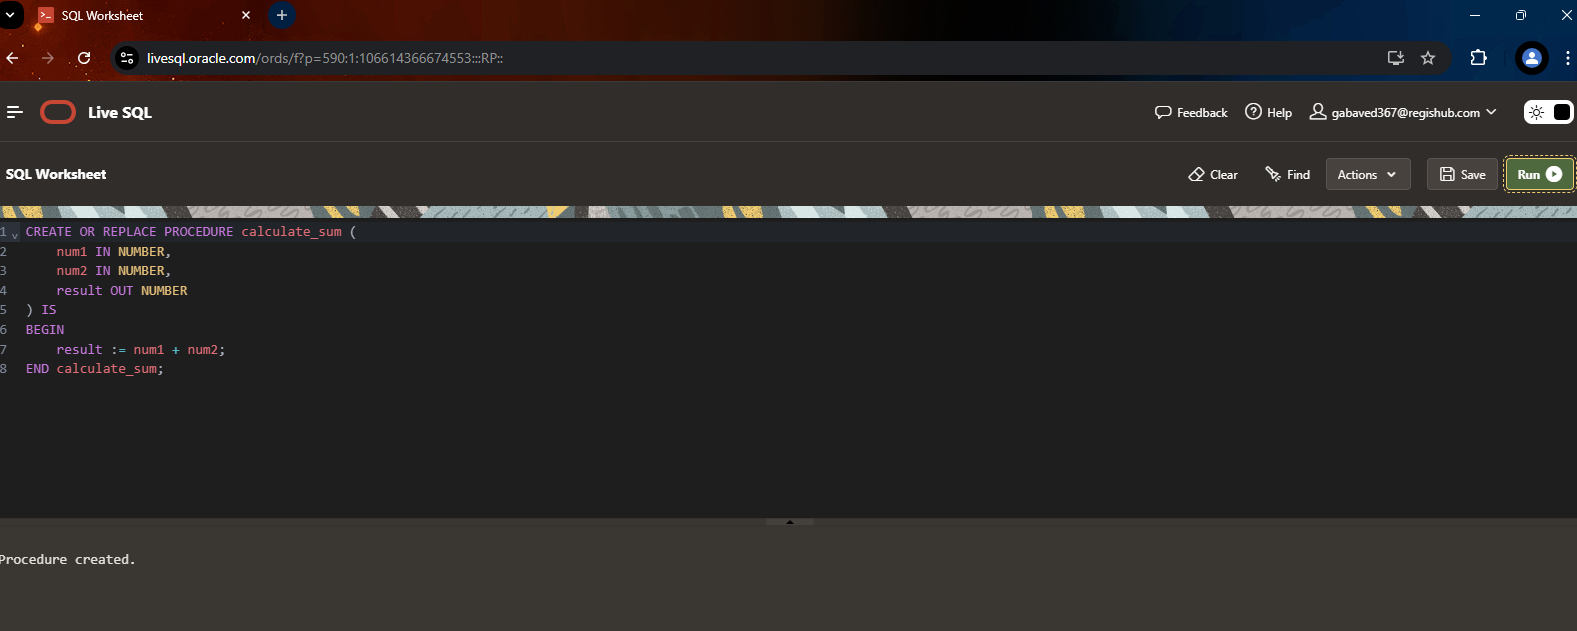 SQL Worksheet
livesql.oracle.com/ords/f?p=590:1:106614366674553:::RP::
Live SQL
Feedback
Help
gabaved367@regishub.com
SQL Worksheet
Clear
Find
Actions
Save
Run
1 CREATE OR REPLACE PROCEDURE calculate_sum (
2     num1 IN NUMBER,
3     num2 IN NUMBER,
4     result OUT NUMBER
5 ) IS
6 BEGIN
7     result := num1 + num2;
8 END calculate_sum;
Procedure created.